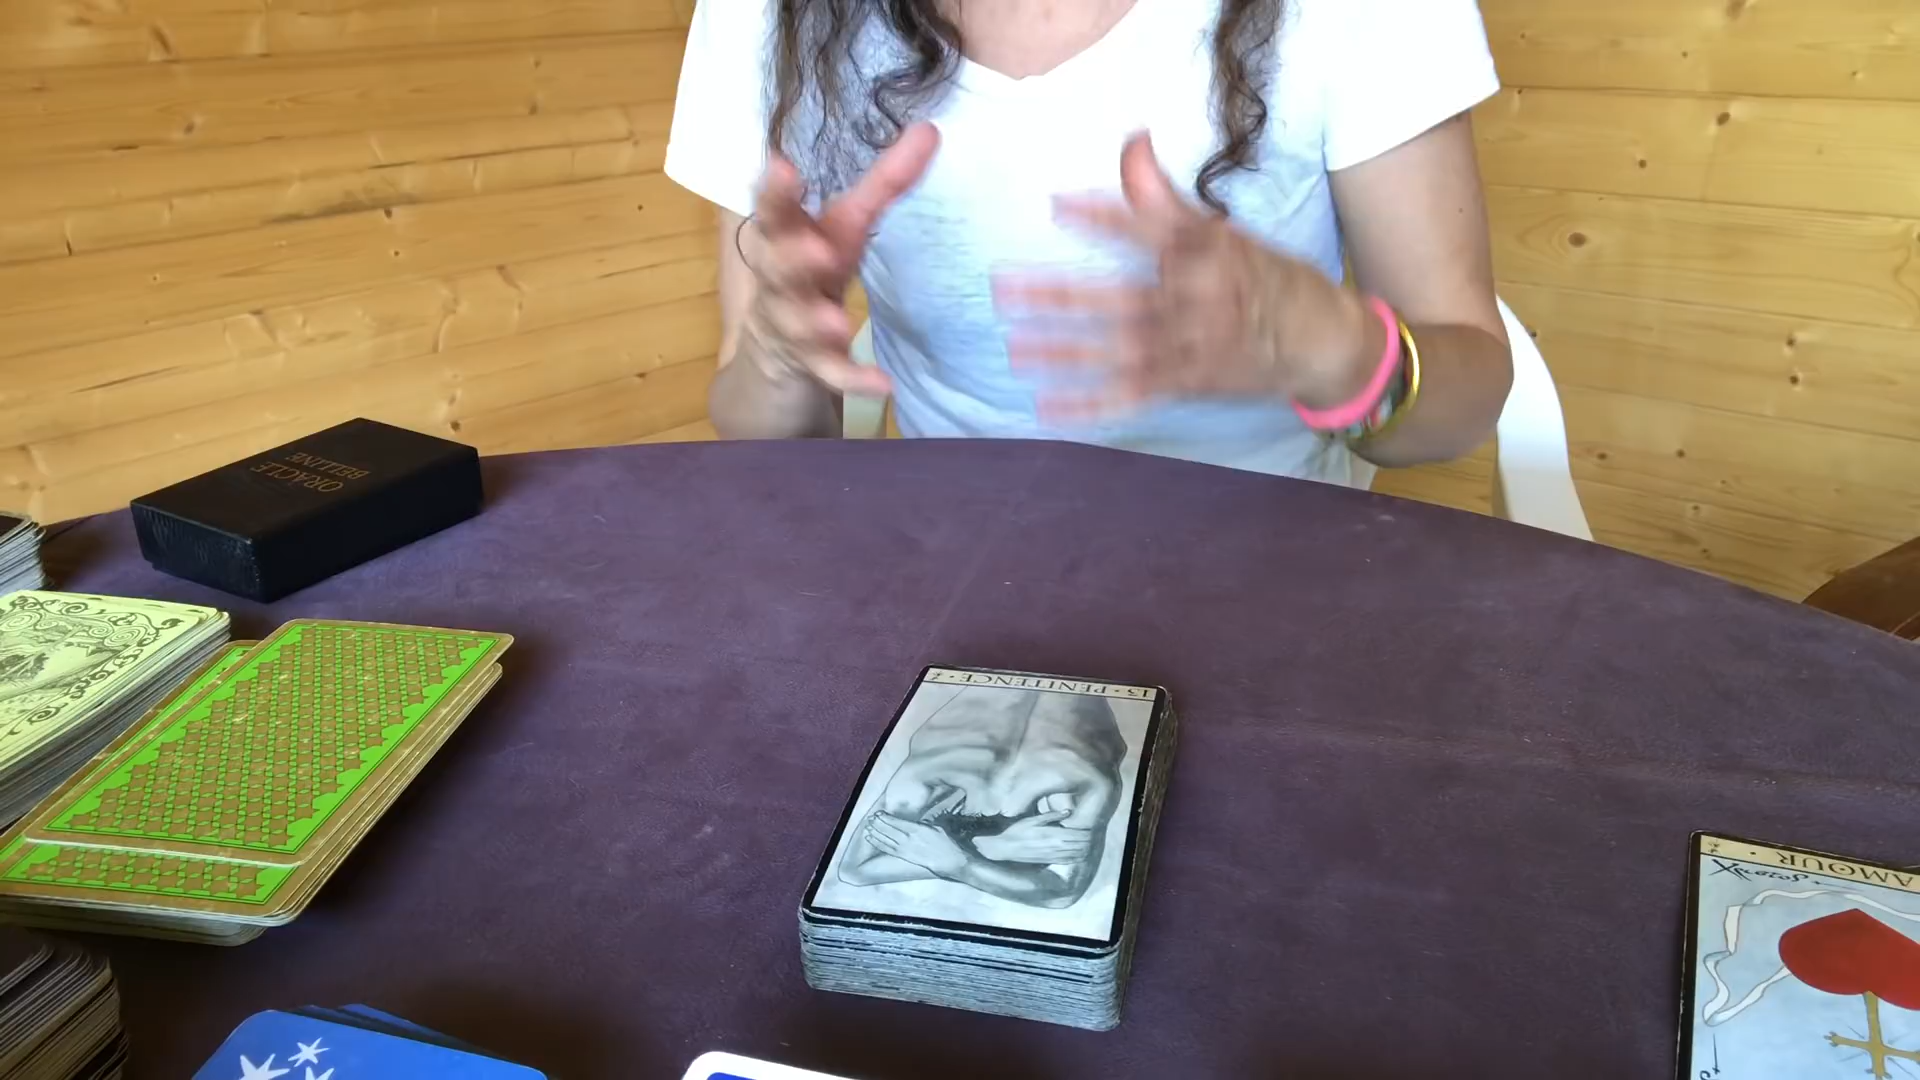 ORACLE
BELLINE
13 · PENITENCE ·
AMOUR ·